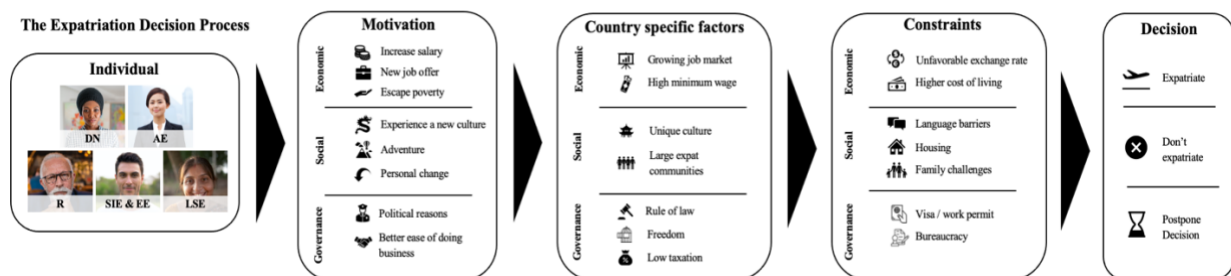 The Expatriation Decision Process
Individual
DN
AE
R
SIE & EE
LSE
Motivation
Economic
Increase salary
New job offer
Escape poverty
Social
Experience a new culture
Adventure
Personal change
Governance
Political reasons
Better ease of doing
business
Country specific factors
Economic
Growing job market
High minimum wage
Social
Unique culture
Large expat
communities
Governance
Rule of law
Freedom
Low taxation
Constraints
Economic
Unfavorable exchange rate
Higher cost of living
Social
Language barriers
Housing
Family challenges
Governance
Visa / work permit
Bureaucracy
Decision
Expatriate
Don't
expatriate
Postpone
Decision